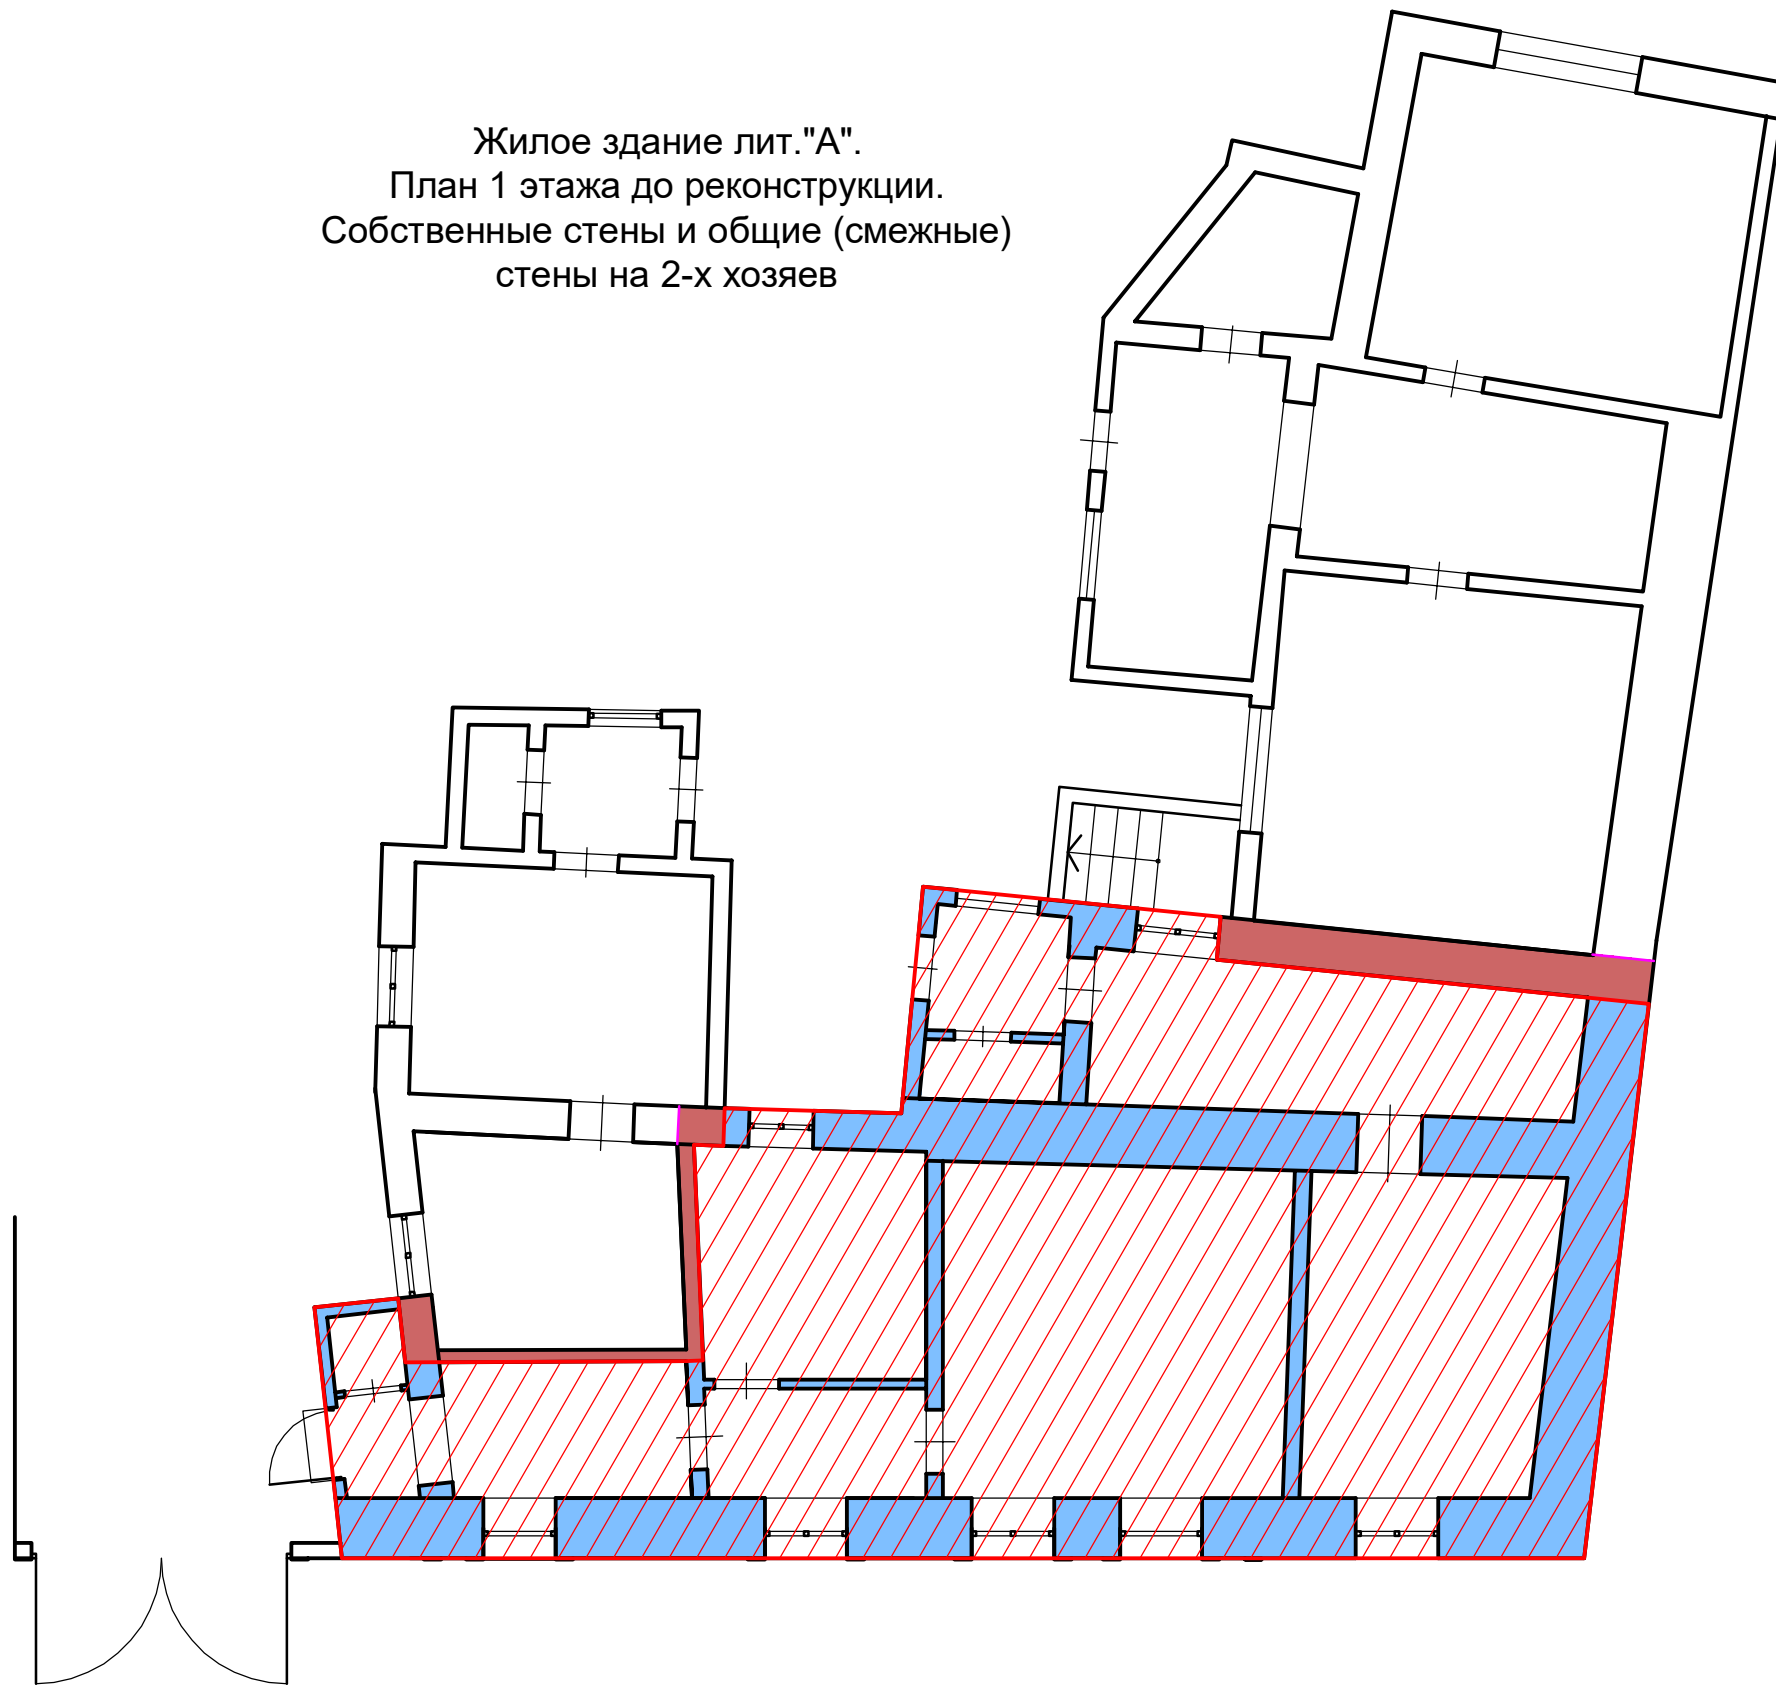 Жилое здание лит."А".
План 1 этажа до реконструкции.
Собственные стены и общие (смежные)
стены на 2-х хозяев